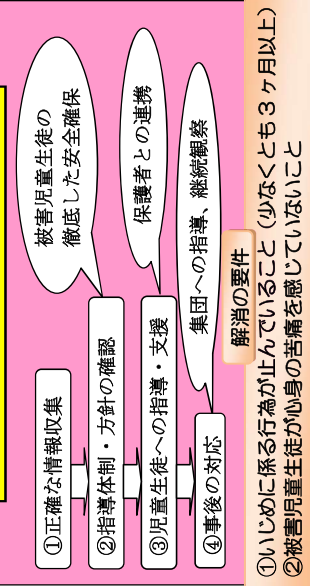 ①正確な情報収集
②指導体制・方針の確認
被害児童生徒の
徹底した安全確保
③児童生徒への指導・支援
保護者との連携
④事後の対応
集団への指導、継続観察
解消の要件
①いじめに係る行為が止んでいること（少なくとも３ヶ月以上）
②被害児童生徒が心身の苦痛を感じていないこと